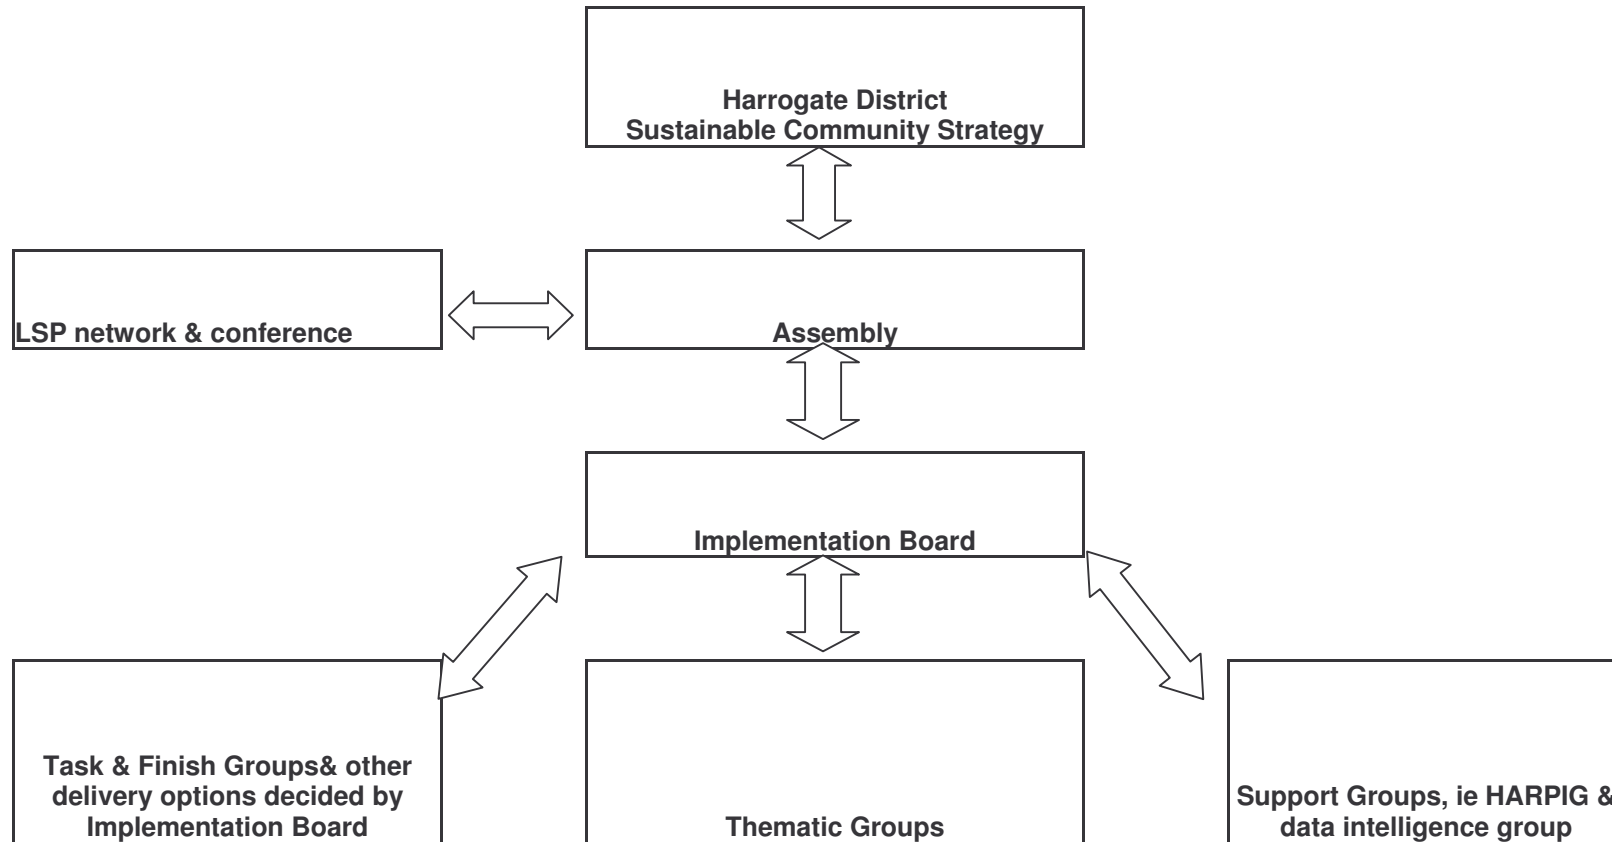 Harrogate District
Sustainable Community Strategy
LSP network & conference
Assembly
Implementation Board
Task & Finish Groups& other
delivery options decided by
Implementation Board
Thematic Groups
Support Groups, ie HARPIG &
data intelligence group